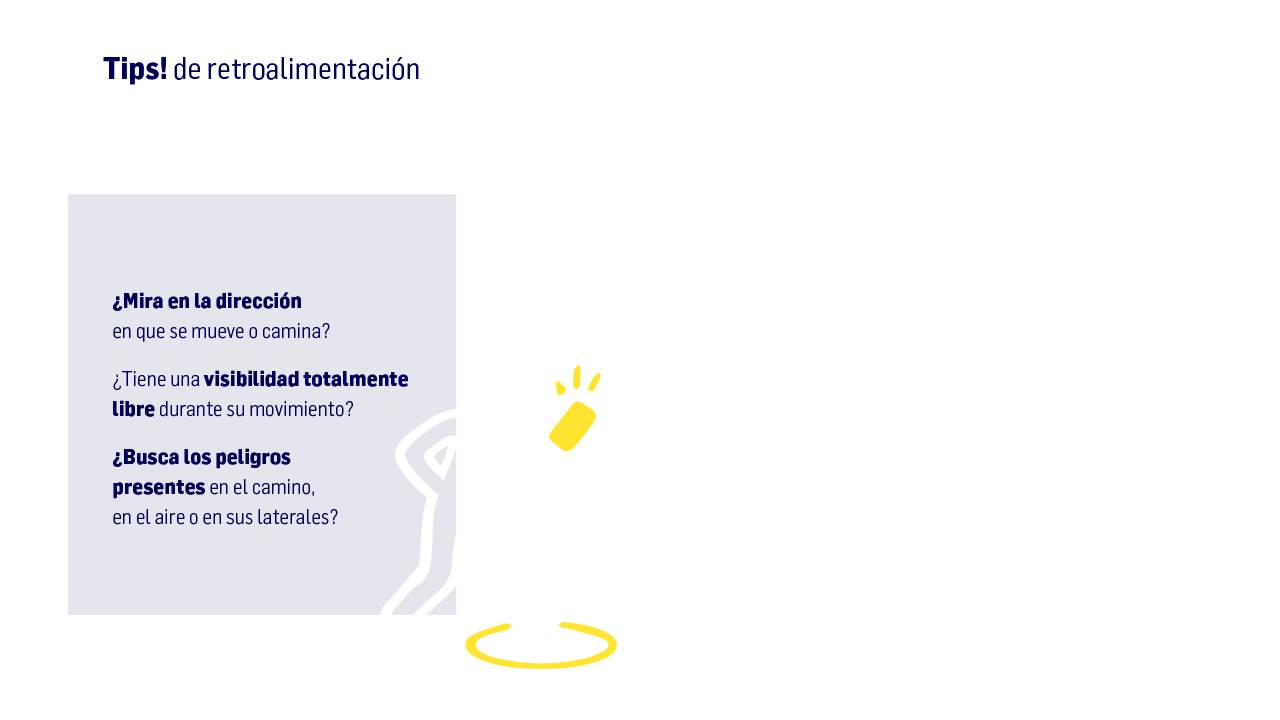 Tips! de retroalimentación
¿Mira en la dirección
en que se mueve o camina?
¿Tiene una visibilidad totalmente
libre durante su movimiento?
¿Busca los peligros
presentes en el camino,
en el aire o en sus laterales?